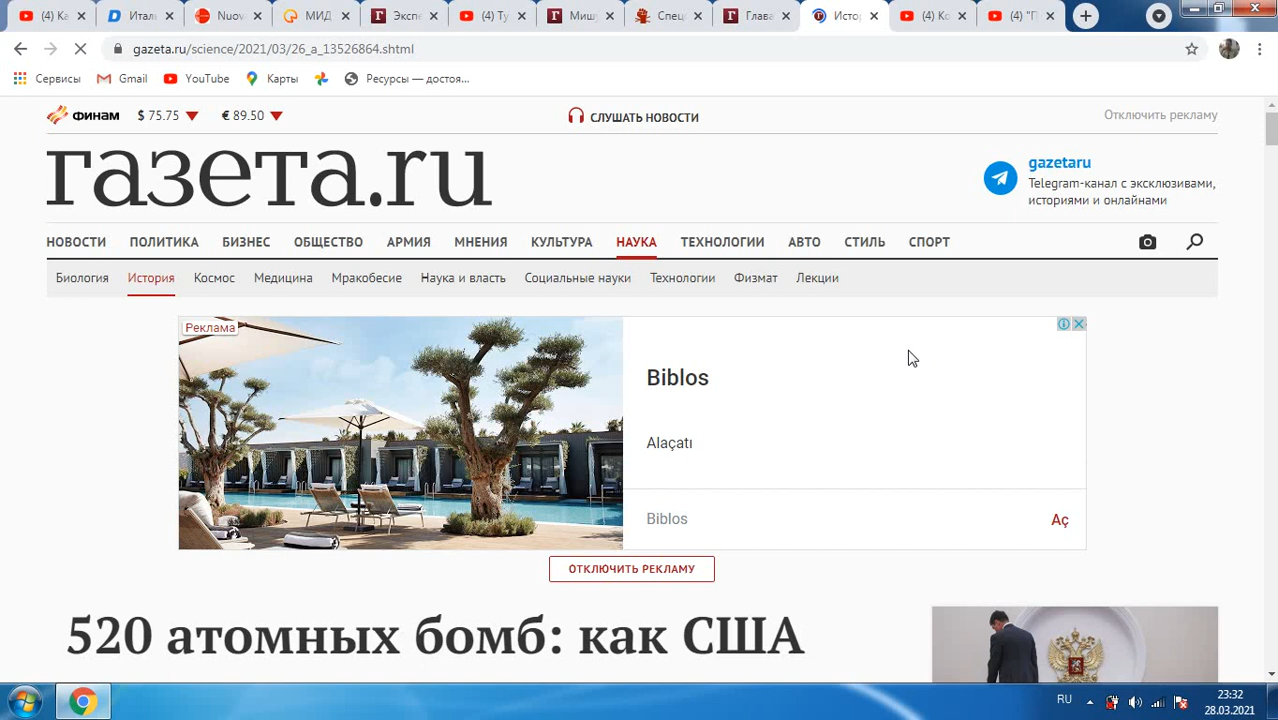 (4) Ка
Итал
Nuov
МИД
Экспе
(4) Ту
Мишу
Спец
Глава
Исто
(4) Ко
(4) "П
gazeta.ru/science/2021/03/26_a_13526864.shtml
Сервисы
Gmail
YouTube
Карты
Ресурсы — достоя...
ФИНАМ
$ 75.75
€ 89.50
СЛУШАТЬ НОВОСТИ
Отключить рекламу
газета.ru
gazetaru
Telegram-канал с эксклюзивами,
историями и онлайнами
НОВОСТИ ПОЛИТИКА БИЗНЕС ОБЩЕСТВО АРМИЯ МНЕНИЯ КУЛЬТУРА НАУКА ТЕХНОЛОГИИ АВТО СТИЛЬ СПОРТ
Биология История Космос Медицина Мракобесие Наука и власть Социальные науки Технологии Физмат Лекции
Реклама
Biblos
Alaçatı
Biblos
Aç
ОТКЛЮЧИТЬ РЕКЛАМУ
520 атомных бомб: как США
RU
23:32
28.03.2021